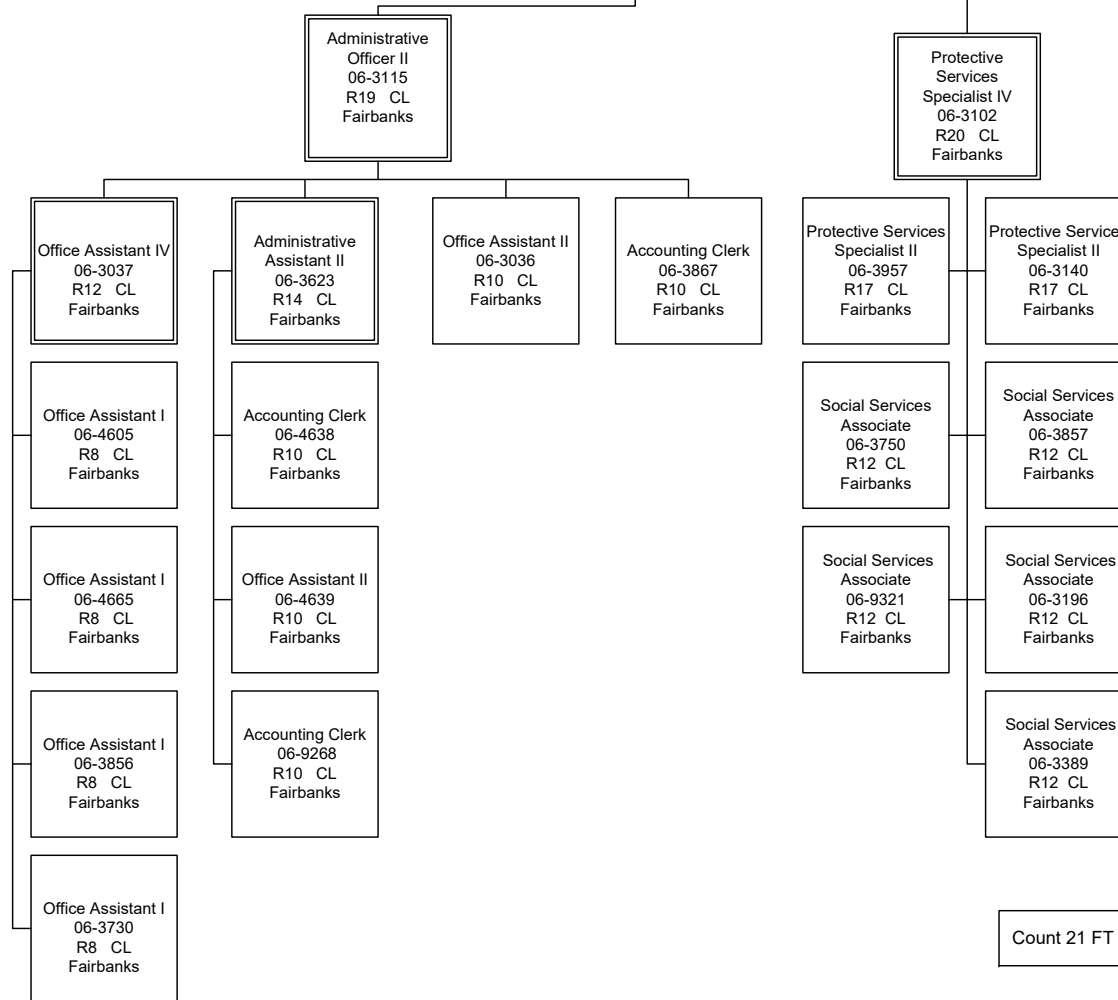 Administrative
Officer II
06-3115
R19 CL
Fairbanks
Protective
Services
Specialist IV
06-3102
R20 CL
Fairbanks
Office Assistant IV
06-3037
R12 CL
Fairbanks
Administrative
Assistant II
06-3623
R14 CL
Fairbanks
Office Assistant II
06-3036
R10 CL
Fairbanks
Accounting Clerk
06-3867
R10 CL
Fairbanks
Protective Services
Specialist II
06-3957
R17 CL
Fairbanks
Protective Service
Specialist II
06-3140
R17 CL
Fairbanks
Office Assistant I
06-4605
R8 CL
Fairbanks
Accounting Clerk
06-4638
R10 CL
Fairbanks
Social Services
Associate
06-3750
R12 CL
Fairbanks
Social Services
Associate
06-3857
R12 CL
Fairbanks
Office Assistant I
06-4665
R8 CL
Fairbanks
Office Assistant II
06-4639
R10 CL
Fairbanks
Social Services
Associate
06-9321
R12 CL
Fairbanks
Social Services
Associate
06-3196
R12 CL
Fairbanks
Office Assistant I
06-3856
R8 CL
Fairbanks
Accounting Clerk
06-9268
R10 CL
Fairbanks
Social Services
Associate
06-3389
R12 CL
Fairbanks
Office Assistant I
06-3730
R8 CL
Fairbanks
Count 21 FT